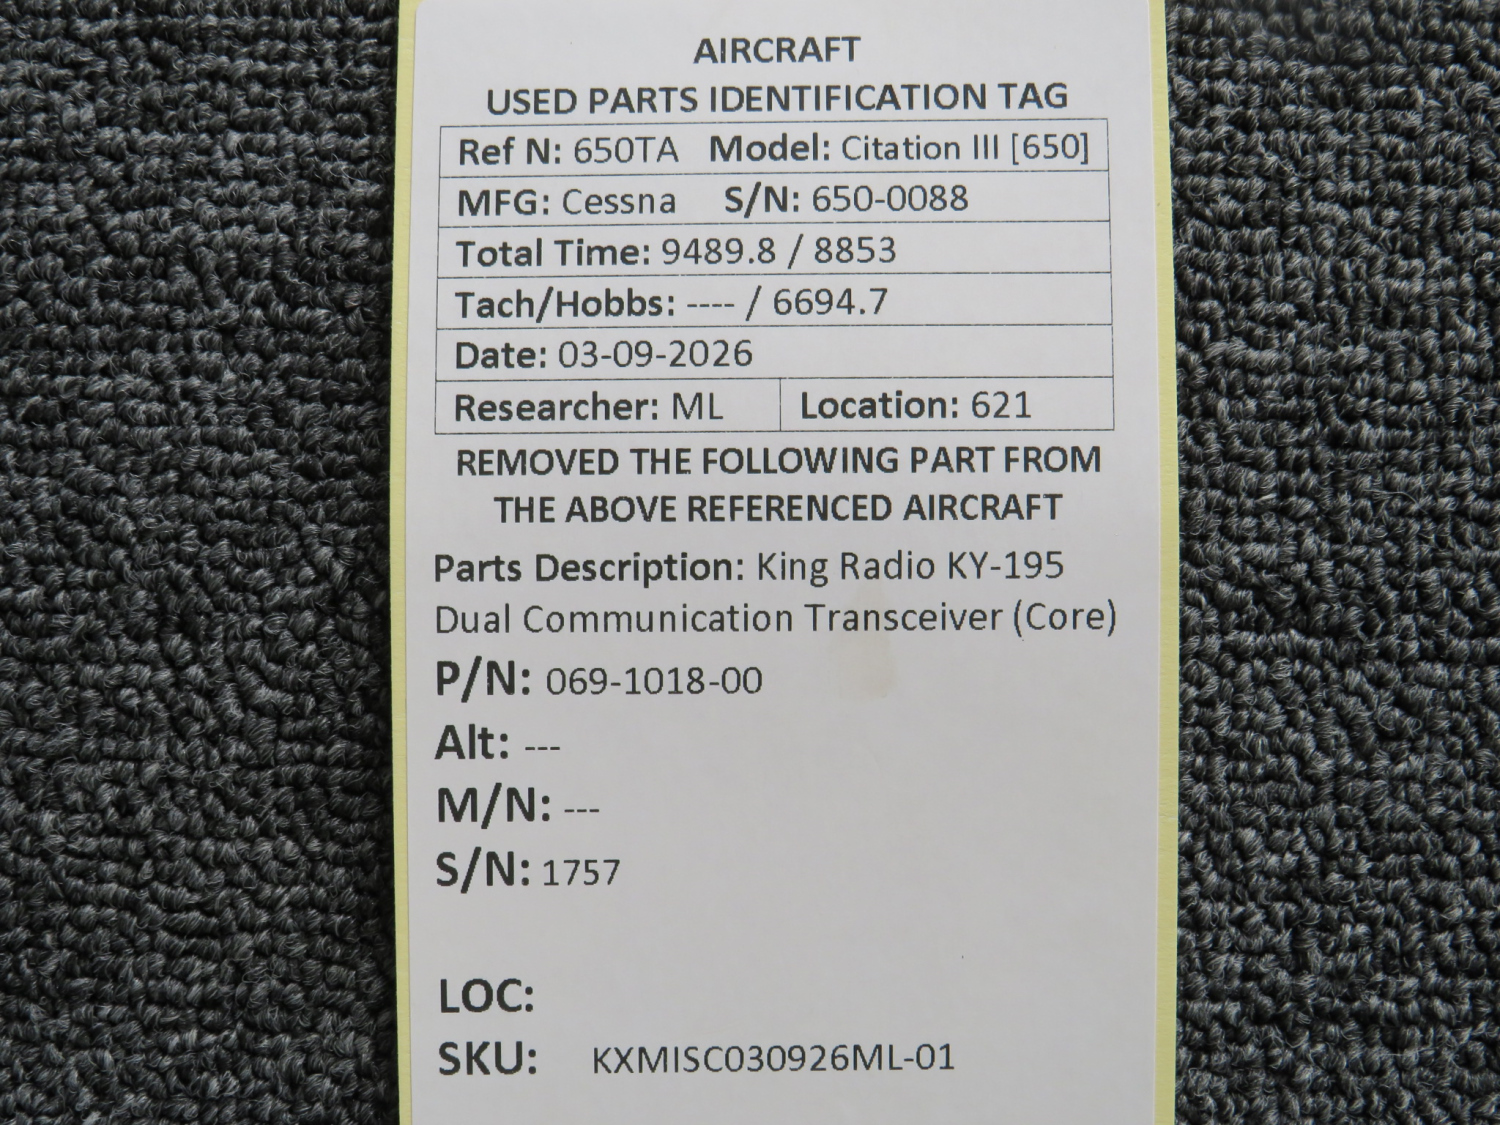 AIRCRAFT
USED PARTS IDENTIFICATION TAG
Ref N: 650TA Model: Citation III [650]
MFG: Cessna S/N: 650-0088
Total Time: 9489.8 / 8853
Tach/Hobbs: ---- / 6694.7
Date: 03-09-2026
Researcher: ML Location: 621
REMOVED THE FOLLOWING PART FROM
THE ABOVE REFERENCED AIRCRAFT
Parts Description: King Radio KY-195
Dual Communication Transceiver (Core)
P/N: 069-1018-00
Alt: ---
M/N: ---
S/N: 1757
LOC:
SKU: KXMISC030926ML-01